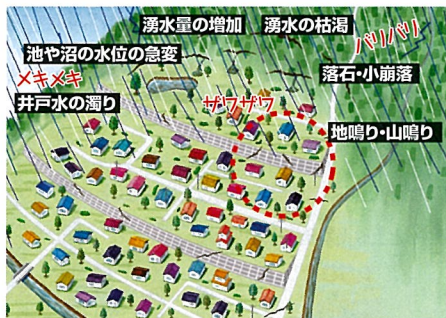 湧水量の増加
湧水の枯渇
バリバリ
池や沼の水位の急変
メキメキ
落石・小崩落
井戸水の濁り
ザワザワ
地鳴り・山鳴り